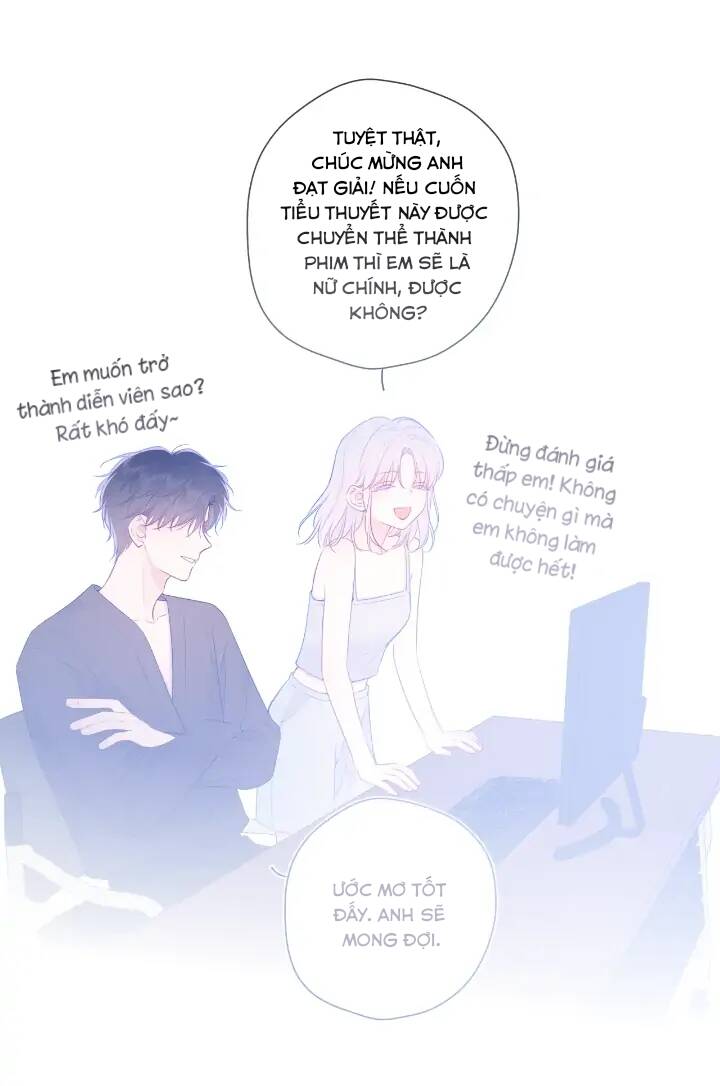 TUYỆT THẬT,
CHÚC MỪNG ANH
ĐẠT GIẢI! NẾU CUỐN
TIỂU THUYẾT NÀY ĐƯỢC
CHUYỂN THỂ THÀNH
PHIM THÌ EM SẼ LÀ
NỮ CHÍNH, ĐƯỢC
KHÔNG?
Em muốn trở
thành diễn viên sao?
Rất khó đấy~
Đừng đánh giá
thấp em! Không
có chuyện gì mà
em không làm
được hết!
ƯỚC MƠ TỐT
ĐẤY. ANH SẼ
MONG ĐỢI.